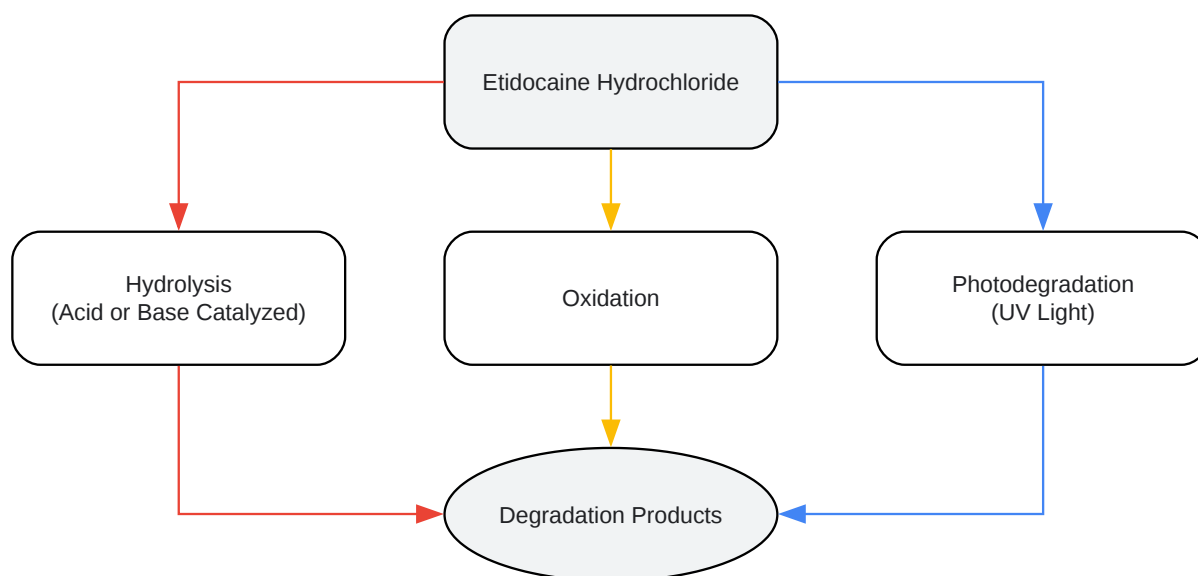 Etidocaine Hydrochloride
Hydrolysis
(Acid or Base Catalyzed)
Oxidation
Photodegradation
(UV Light)
Degradation Products